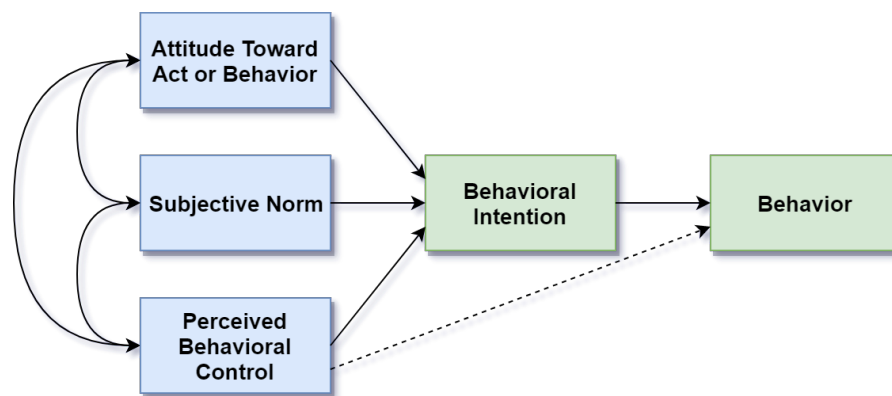 Attitude Toward
Act or Behavior
Subjective Norm
Behavioral
Intention
Behavior
Perceived
Behavioral
Control